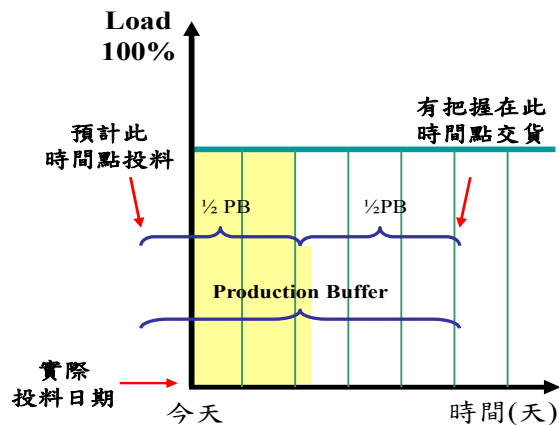 Load
100%
有把握在此
時間點交貨
預計此
時間點投料
½ PB
½PB
Production Buffer
實際
投料日期
今天
時間(天)